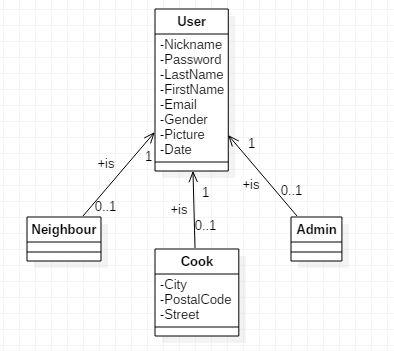 User
-Nickname
-Password
-LastName
-FirstName
-Email
-Gender
-Picture
-Date
+is
1
0..1
Neighbour
1
+is
0..1
Cook
-City
-PostalCode
-Street
1
+is
0..1
Admin